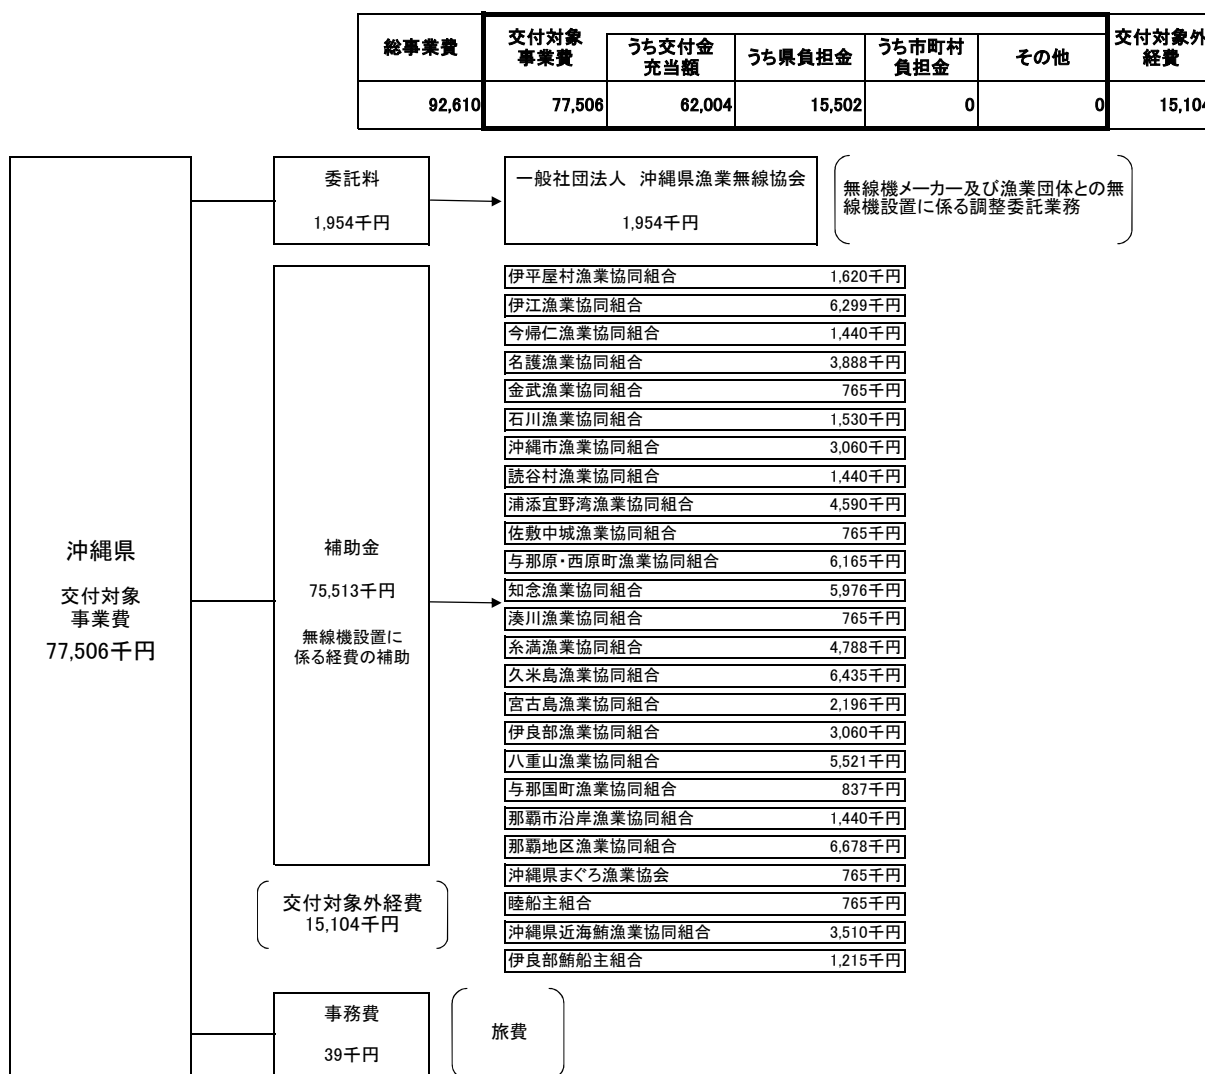 総事業費
交付対象
事業費
うち交付金
充当額
うち県負担金
うち市町村
負担金
その他
交付対象外
経費
92,610
77,506
62,004
15,502
0
0
15,104
委託料
1,954千円
一般社団法人 沖縄県漁業無線協会
1,954千円
無線機メーカー及び漁業団体との無
線機設置に係る調整委託業務
沖縄県
交付対象
事業費
77,506千円
補助金
75,513千円
無線機設置に
係る経費の補助
伊平屋村漁業協同組合 1,620千円
伊江漁業協同組合 6,299千円
今帰仁漁業協同組合 1,440千円
名護漁業協同組合 3,888千円
金武漁業協同組合 765千円
石川漁業協同組合 1,530千円
沖縄市漁業協同組合 3,060千円
読谷村漁業協同組合 1,440千円
浦添宜野湾漁業協同組合 4,590千円
佐敷中城漁業協同組合 765千円
与那原・西原町漁業協同組合 6,165千円
知念漁業協同組合 5,976千円
湊川漁業協同組合 765千円
糸満漁業協同組合 4,788千円
久米島漁業協同組合 6,435千円
宮古島漁業協同組合 2,196千円
伊良部漁業協同組合 3,060千円
八重山漁業協同組合 5,521千円
与那国町漁業協同組合 837千円
那覇市沿岸漁業協同組合 1,440千円
那覇地区漁業協同組合 6,678千円
沖縄県まぐろ漁業協会 765千円
睦船主組合 765千円
沖縄県近海鮪漁業協同組合 3,510千円
伊良部鮪船主組合 1,215千円
交付対象外経費
15,104千円
事務費
39千円
旅費